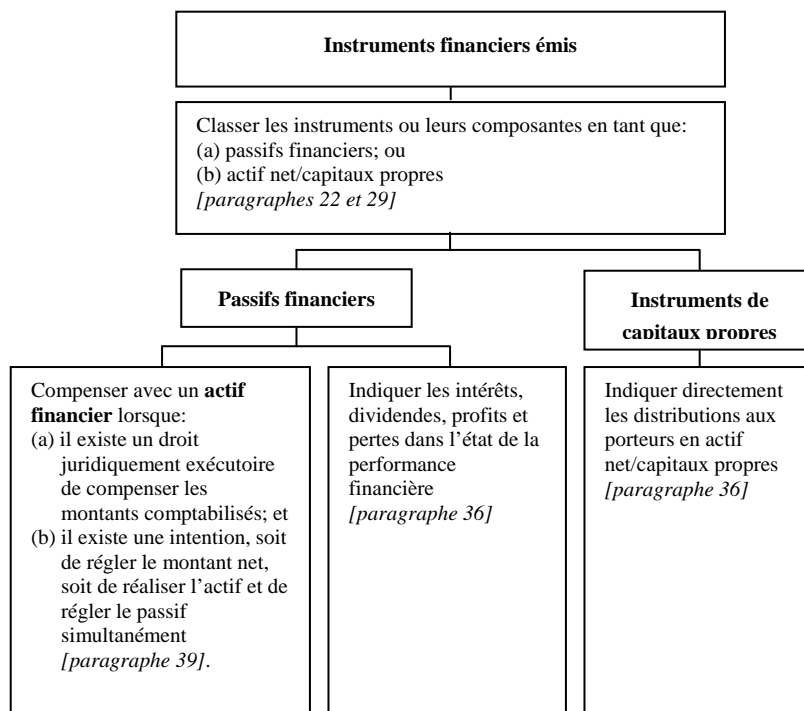 Instruments financiers émis
Classer les instruments ou leurs composantes en tant que:
(a) passifs financiers; ou
(b) actif net/capitaux propres
[paragraphes 22 et 29]
Passifs financiers
Instruments de
capitaux propres
Compenser avec un actif
financier lorsque:
(a) il existe un droit
juridiquement exécutoire
de compenser les
montants comptabilisés; et
(b) il existe une intention, soit
de régler le montant net,
soit de réaliser l'actif et de
régler le passif
simultanément
[paragraphe 39].
Indiquer les intérêts,
dividendes, profits et
pertes dans l'état de la
performance
financière
[paragraphe 36]
Indiquer directement
les distributions aux
porteurs en actif
net/capitaux propres
[paragraphe 36]